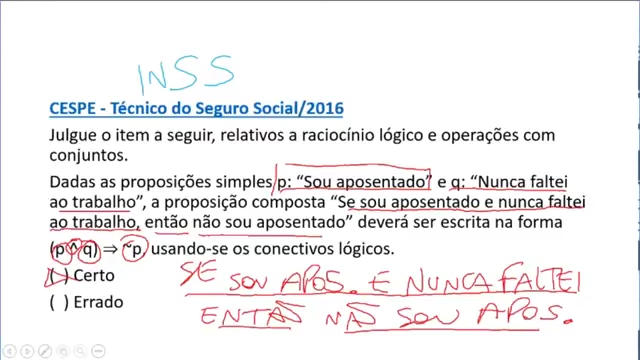 INSS
CESPE - Técnico do Seguro Social/2016
Julgue o item a seguir, relativos a raciocínio lógico e operações com
conjuntos.
Dadas as proposições simples p: “Sou aposentado” e q: “Nunca faltei
ao trabalho”, a proposição composta “Se sou aposentado e nunca faltei
ao trabalho, então não sou aposentado” deverá ser escrita na forma
(p ^ q) ⇒ ~p, usando-se os conectivos lógicos.
( ) Certo
( ) Errado
SE SOU APOS. E NUNCA FALTEI
ENTÃO NÃO SOU APOS.